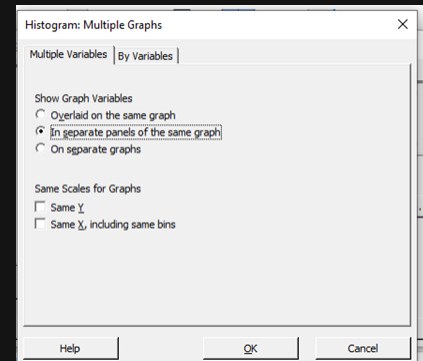 Histogram: Multiple Graphs
Multiple Variables
By Variables
Show Graph Variables
Overlaid on the same graph
In separate panels of the same graph
On separate graphs
Same Scales for Graphs
Same Y
Same X, including same bins
Help
OK
Cancel